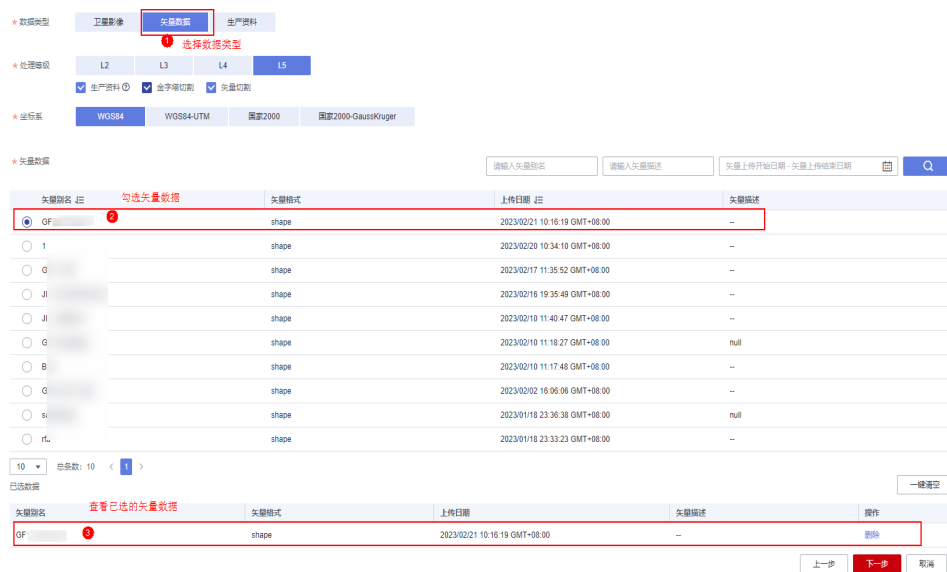 * 数据类型 卫星影像 矢量数据 生产资料
1 选择数据类型
* 处理等级 L2 L3 L4 L5
生产资料 ? 金字塔切割 矢量切割
* 坐标系 WGS84 WGS84-UTM 国家2000 国家2000-GaussKruger
* 矢量数据 请输入矢量别名 请输入矢量描述 矢量上传开始日期 - 矢量上传结束日期
矢量别名 勾选矢量数据 矢量格式 上传日期 矢量描述
GF 2 shape 2023/02/21 10:16:19 GMT+08:00 --
1 shape 2023/02/20 10:34:10 GMT+08:00 --
G shape 2023/02/17 11:35:52 GMT+08:00 --
shape 2023/02/16 19:35:49 GMT+08:00 --
shape 2023/02/10 11:40:47 GMT+08:00 --
G shape 2023/02/10 11:18:27 GMT+08:00 null
B shape 2023/02/10 11:17:48 GMT+08:00 --
G shape 2023/02/02 16:06:06 GMT+08:00 --
shape 2023/01/18 23:36:38 GMT+08:00 null
shape 2023/01/18 23:33:23 GMT+08:00 --
10 总条数: 10 < 1 >
已选数据 一键清空
矢量别名 查看已选的矢量数据 矢量格式 上传日期 矢量描述 操作
GF 3 shape 2023/02/21 10:16:19 GMT+08:00 -- 删除
上一步 下一步 取消